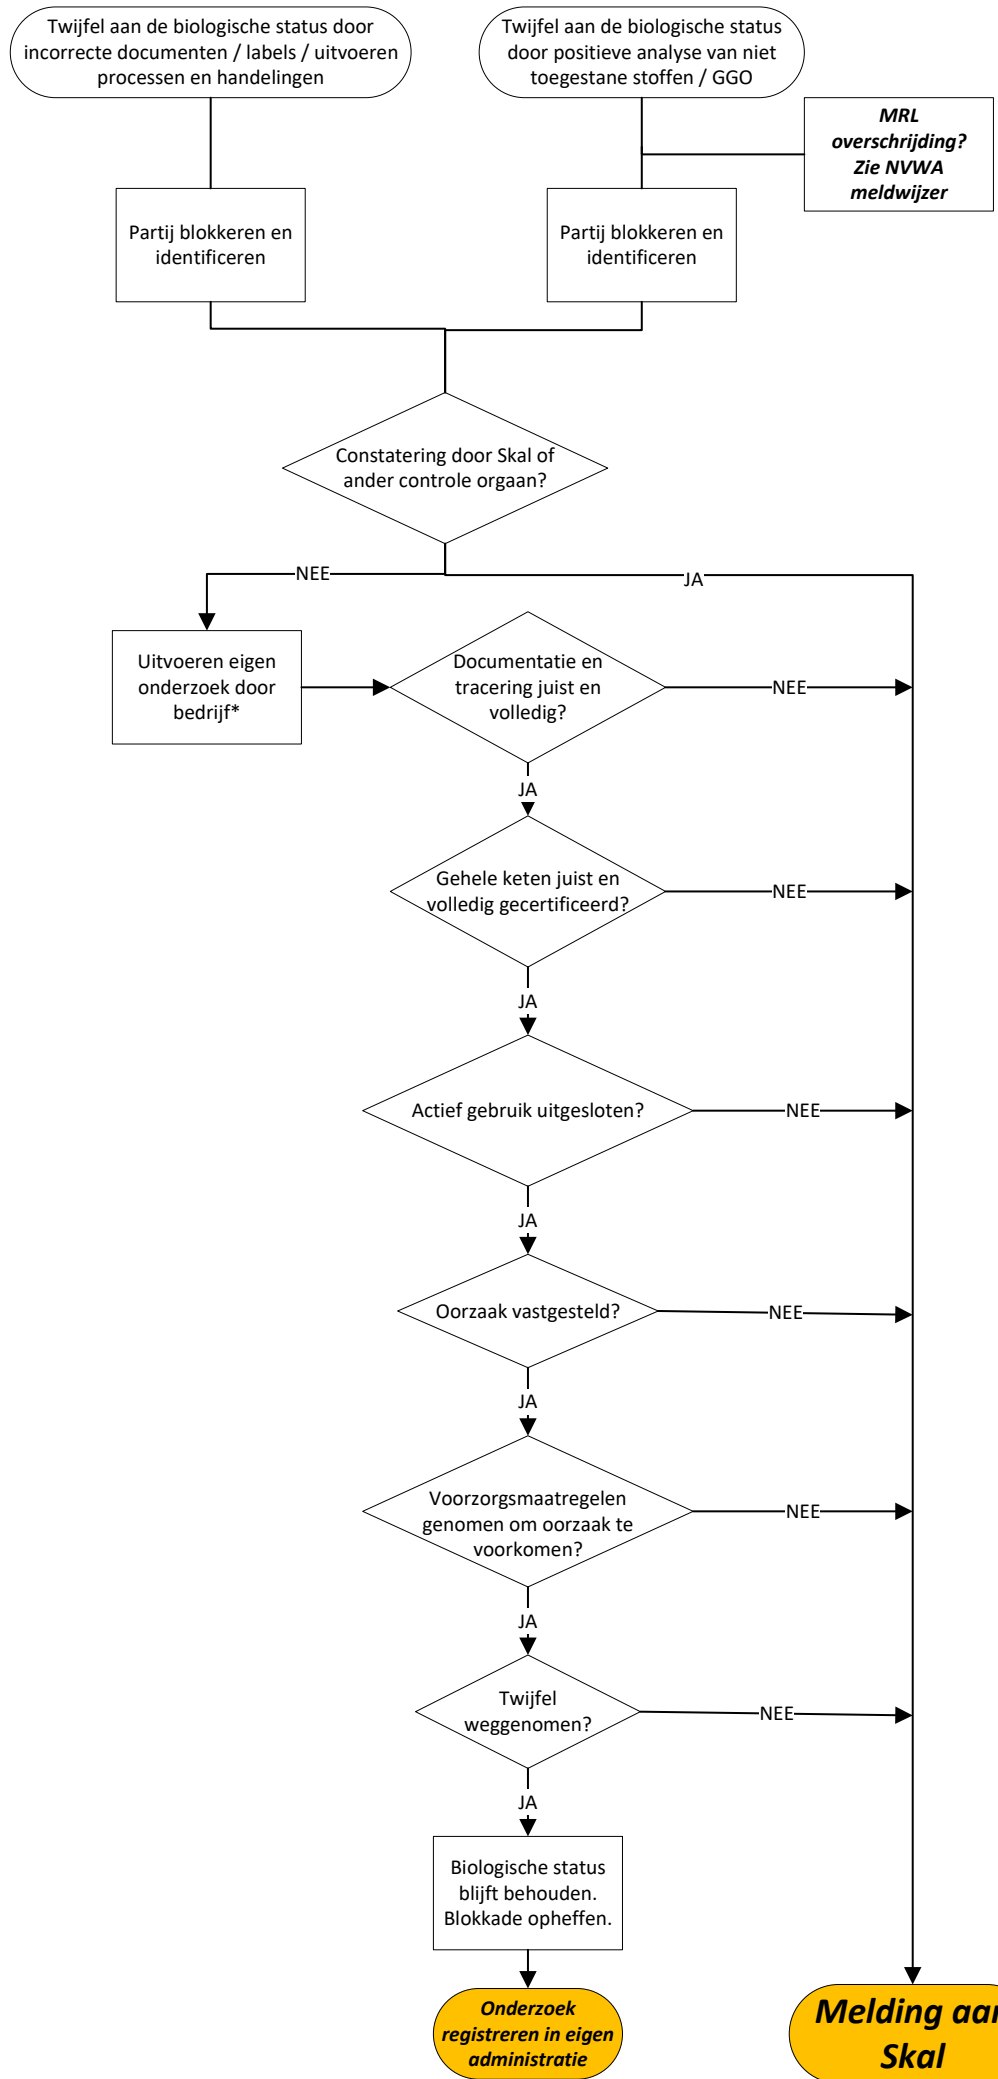 Twijfel aan de biologische status door
incorrecte documenten / labels / uitvoeren
processen en handelingen
Twijfel aan de biologische status
door positieve analyse van niet
toegestane stoffen / GGO
MRL
overschrijding?
Zie NVWA
meldwijzer
Partij blokkeren en
identificeren
Partij blokkeren en
identificeren
Constatering door Skal of
ander controle orgaan?
NEE
JA
Uitvoeren eigen
onderzoek door
bedrijf*
Documentatie en
tracering juist en
volledig?
NEE
JA
Gehele keten juist en
volledig gecertificeerd?
NEE
JA
Actief gebruik uitgesloten?
NEE
JA
Oorzaak vastgesteld?
NEE
JA
Voorzorgsmaatregelen
genomen om oorzaak te
voorkomen?
NEE
JA
Twijfel
weggenomen?
NEE
JA
Biologische status
blijft behouden.
Blokkade opheffen.
Onderzoek
registreren in eigen
administratie
Melding aan
Skal